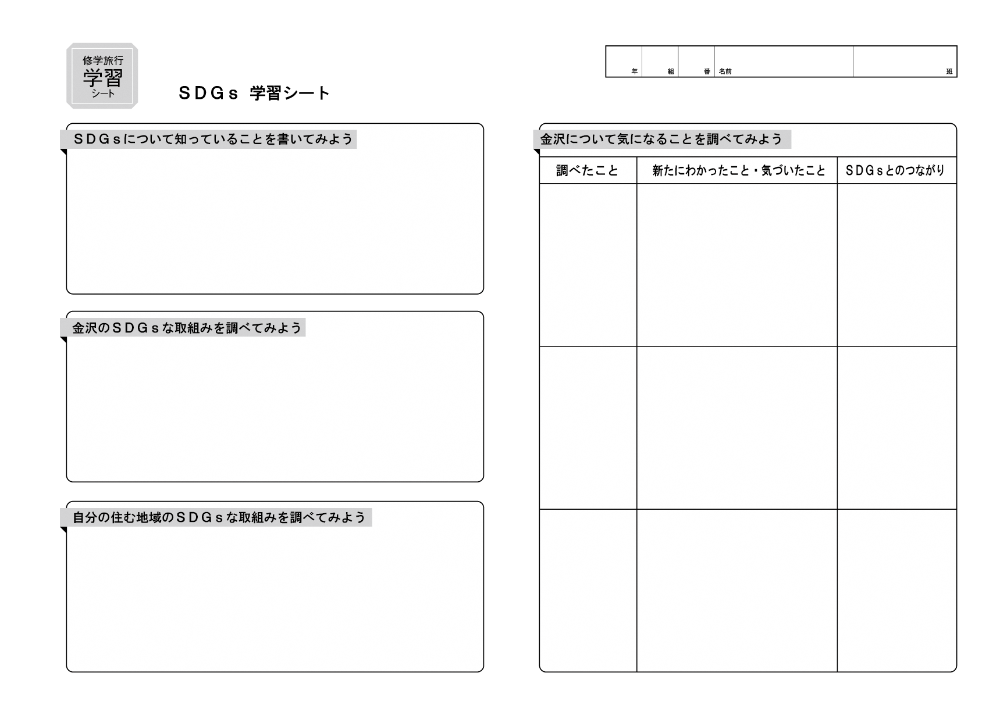 修学旅行
学習
シート
SDGs 学習シート
年 組 番 名前 班
SDGsについて知っていることを書いてみよう
金沢のSDGsな取組みを調べてみよう
自分の住む地域のSDGsな取組みを調べてみよう
金沢について気になることを調べてみよう
調べたこと 新たにわかったこと・気づいたこと SDGsとのつながり